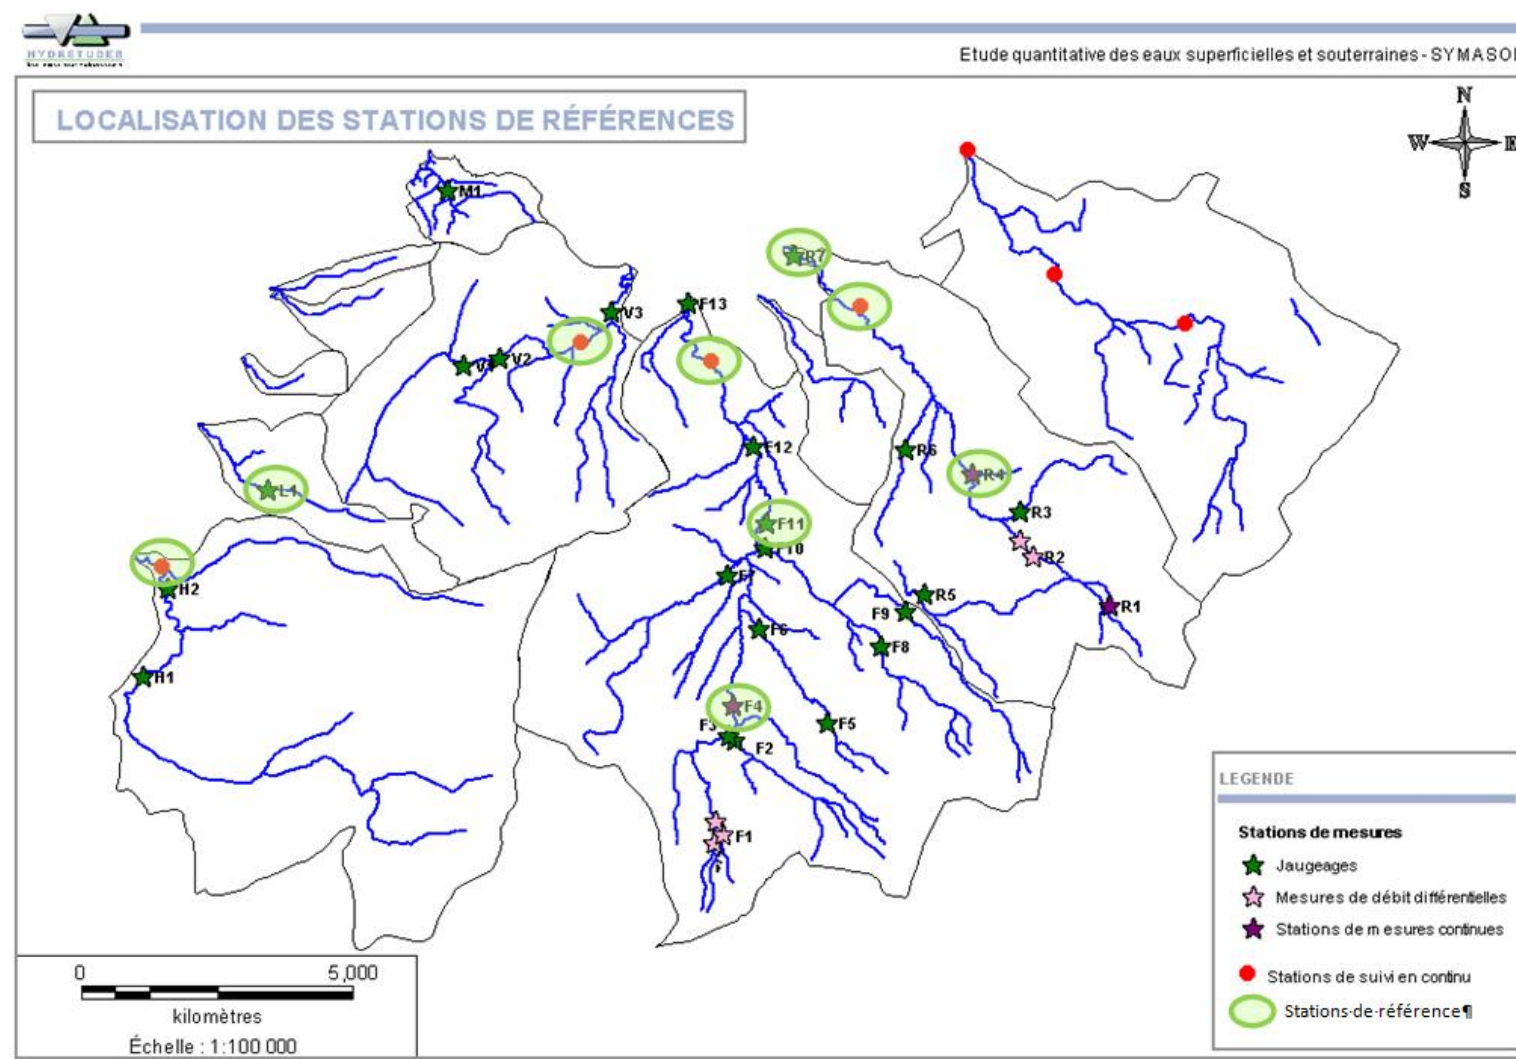 HYDRETUDES
Etude quantitative des eaux superficielles et souterraines - SYMASOL
LOCALISATION DES STATIONS DE RÉFÉRENCES
N
W E
S
M1
R7
F13
V3
V2
F12
R6
R4
L1
R3
F11
F10
R2
F7
H2
R5
R1
F9
F6
F8
H1
F4
F3
F5
F2
F1
LEGENDE
Stations de mesures
Jaugeages
Mesures de débit différentielles
Stations de mesures continues
Stations de suivi en continu
Stations·de·référence¶
0 5,000
kilomètres
Échelle : 1:100 000